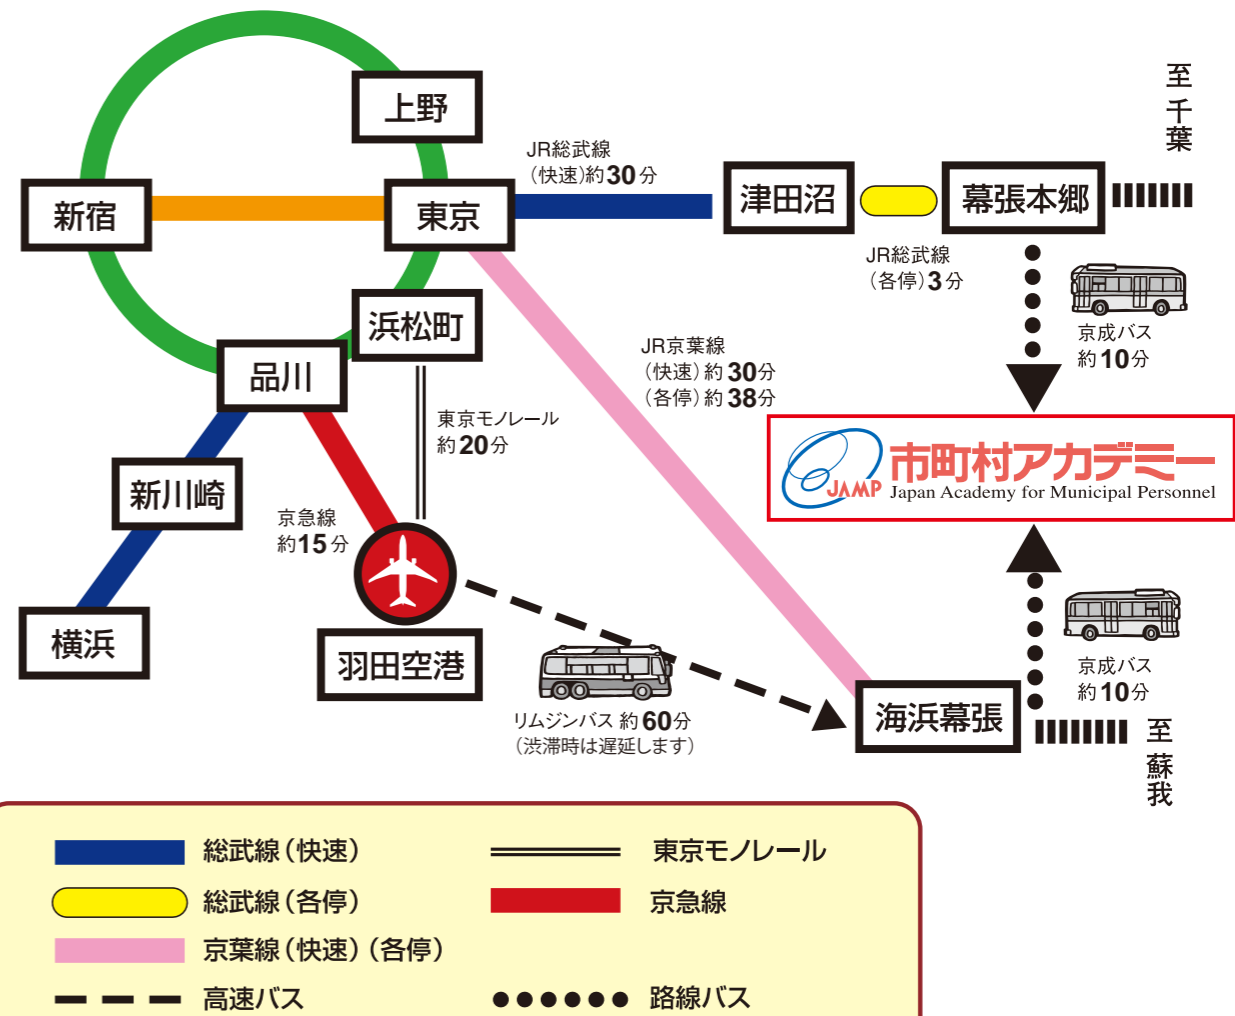 上野
至千葉
JR総武線
（快速）約30分
新宿
東京
津田沼
幕張本郷
JR総武線
（各停）3分
京成バス
約10分
浜松町
品川
JR京葉線
（快速）約30分
（各停）約38分
東京モノレール
約20分
市町村アカデミー
JAMP
Japan Academy for Municipal Personnel
新川崎
京急線
約15分
横浜
羽田空港
リムジンバス 約60分
（渋滞時は遅延します）
京成バス
約10分
海浜幕張
至蘇我
総武線（快速）
東京モノレール
総武線（各停）
京急線
京葉線（快速）（各停）
高速バス
路線バス